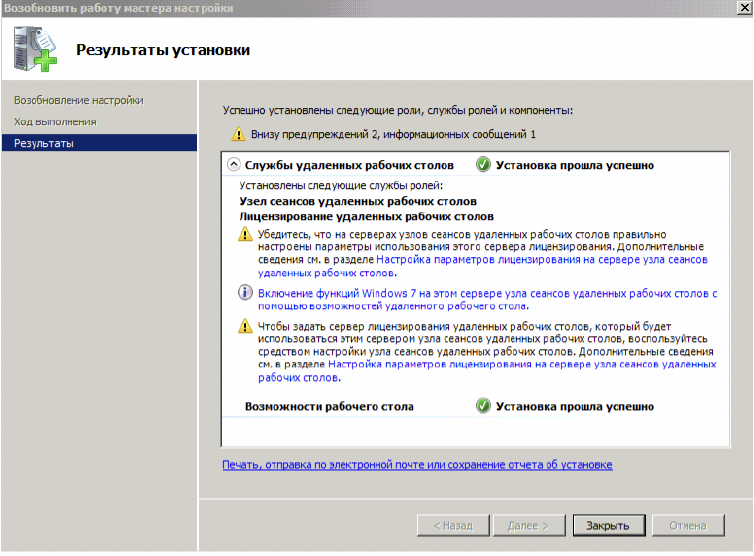 Возобновить работу мастера настройки
Результаты установки
Возобновление настройки
Ход выполнения
Результаты
Успешно установлены следующие роли, службы ролей и компоненты:
Внизу предупреждений 2, информационных сообщений 1
Службы удаленных рабочих столов
Установка прошла успешно
Установлены следующие службы ролей:
Узел сеансов удаленных рабочих столов
Лицензирование удаленных рабочих столов
Убедитесь, что на серверах узлов сеансов удаленных рабочих столов правильно
настроены параметры использования этого сервера лицензирования. Дополнительные
сведения см. в разделе Настройка параметров лицензирования на сервере узла сеансов
удаленных рабочих столов.
Включение функций Windows 7 на этом сервере узла сеансов удаленных рабочих столов с
помощью возможностей удаленного рабочего стола.
Чтобы задать сервер лицензирования удаленных рабочих столов, который будет
использоваться этим сервером узла сеансов удаленных рабочих столов, воспользуйтесь
средством настройки узла сеансов удаленных рабочих столов. Дополнительные сведения
см. в разделе Настройка параметров лицензирования на сервере узла сеансов удаленных
рабочих столов.
Возможности рабочего стола
Установка прошла успешно
Печать, отправка по электронной почте или сохранение отчета об установке
< Назад
Далее >
Закрыть
Отмена